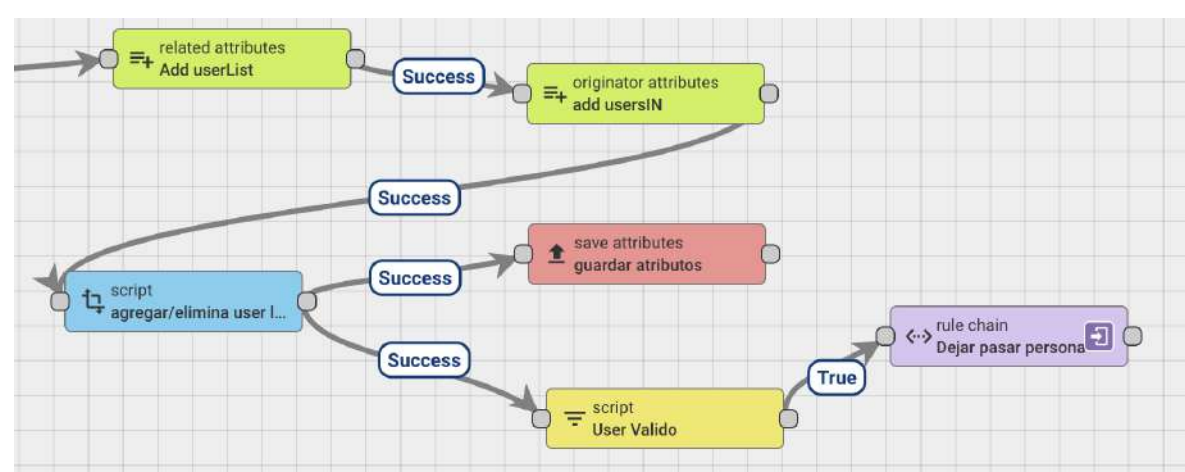 related attributes
Add userList
Success
originator attributes
add usersIN
Success
save attributes
guardar atributos
Success
script
agregar/elimina user l...
rule chain
Dejar pasar persona
Success
True
script
User Valido